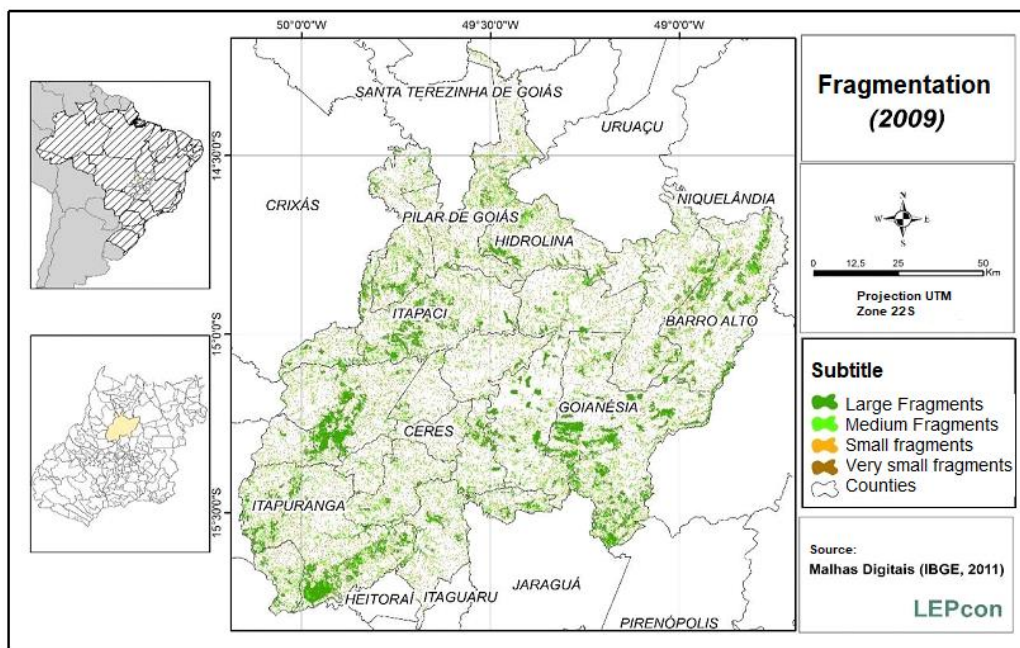 50°0'0"W
49°30'0"W
49°0'0"W
14°30'0"S
15°0'0"S
15°30'0"S
SANTA TEREZINHA DE GOIÁS
URUAÇU
CRIXÁS
NIQUELÂNDIA
PILAR DE GOIÁS
HIDROLINA
ITAPACI
BARRO ALTO
GOIANÉSIA
CERES
ITAPURANGA
JARAGUÁ
HEITORAÍ
ITAGUARU
PIRENÓPOLIS
Fragmentation
(2009)
N
W E
S
0 12,5 25 50
Km
Projection UTM
Zone 22S
Subtitle
Large Fragments
Medium Fragments
Small fragments
Very small fragments
Counties
Source:
Malhas Digitais (IBGE, 2011)
LEPcon